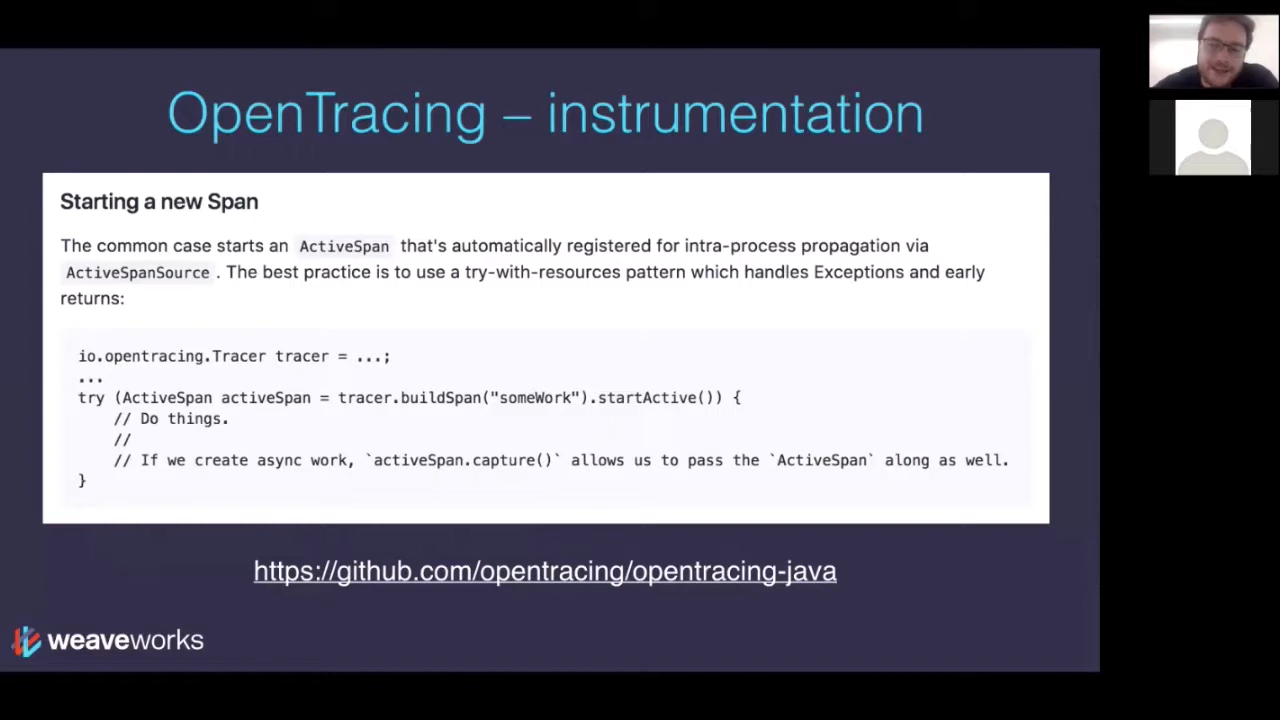 OpenTracing – instrumentation
Starting a new Span
The common case starts an ActiveSpan that's automatically registered for intra-process propagation via
ActiveSpanSource . The best practice is to use a try-with-resources pattern which handles Exceptions and early
returns:
io.opentracing.Tracer tracer = ...;
...
try (ActiveSpan activeSpan = tracer.buildSpan("someWork").startActive()) {
// Do things.
//
// If we create async work, `activeSpan.capture()` allows us to pass the `ActiveSpan` along as well.
}
https://github.com/opentracing/opentracing-java
weaveworks